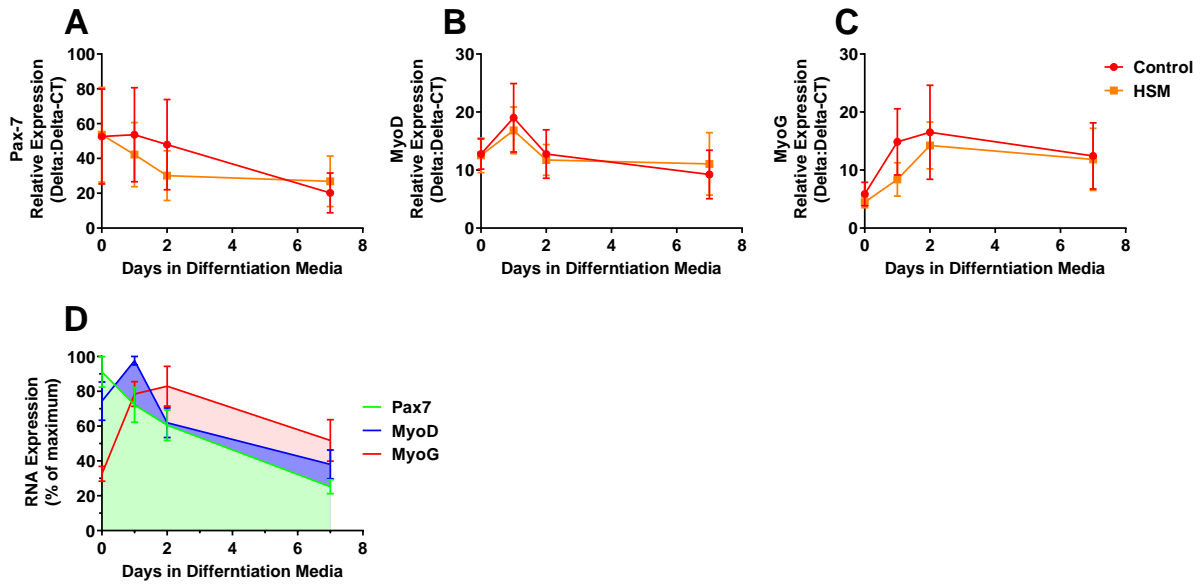 A
Pax-7
Relative Expression
(Delta:Delta-CT)
100
80
60
40
20
0
0
2
4
6
8
Days in Differntiation Media
B
MyoD
Relative Expression
(Delta:Delta-CT)
30
20
10
0
0
2
4
6
8
Days in Differntiation Media
C
MyoG
Relative Expression
(Delta:Delta-CT)
30
20
10
0
0
2
4
6
8
Days in Differntiation Media
Control
HSM
D
RNA Expression
(% of maximum)
100
80
60
40
20
0
0
2
4
6
8
Days in Differntiation Media
Pax7
MyoD
MyoG